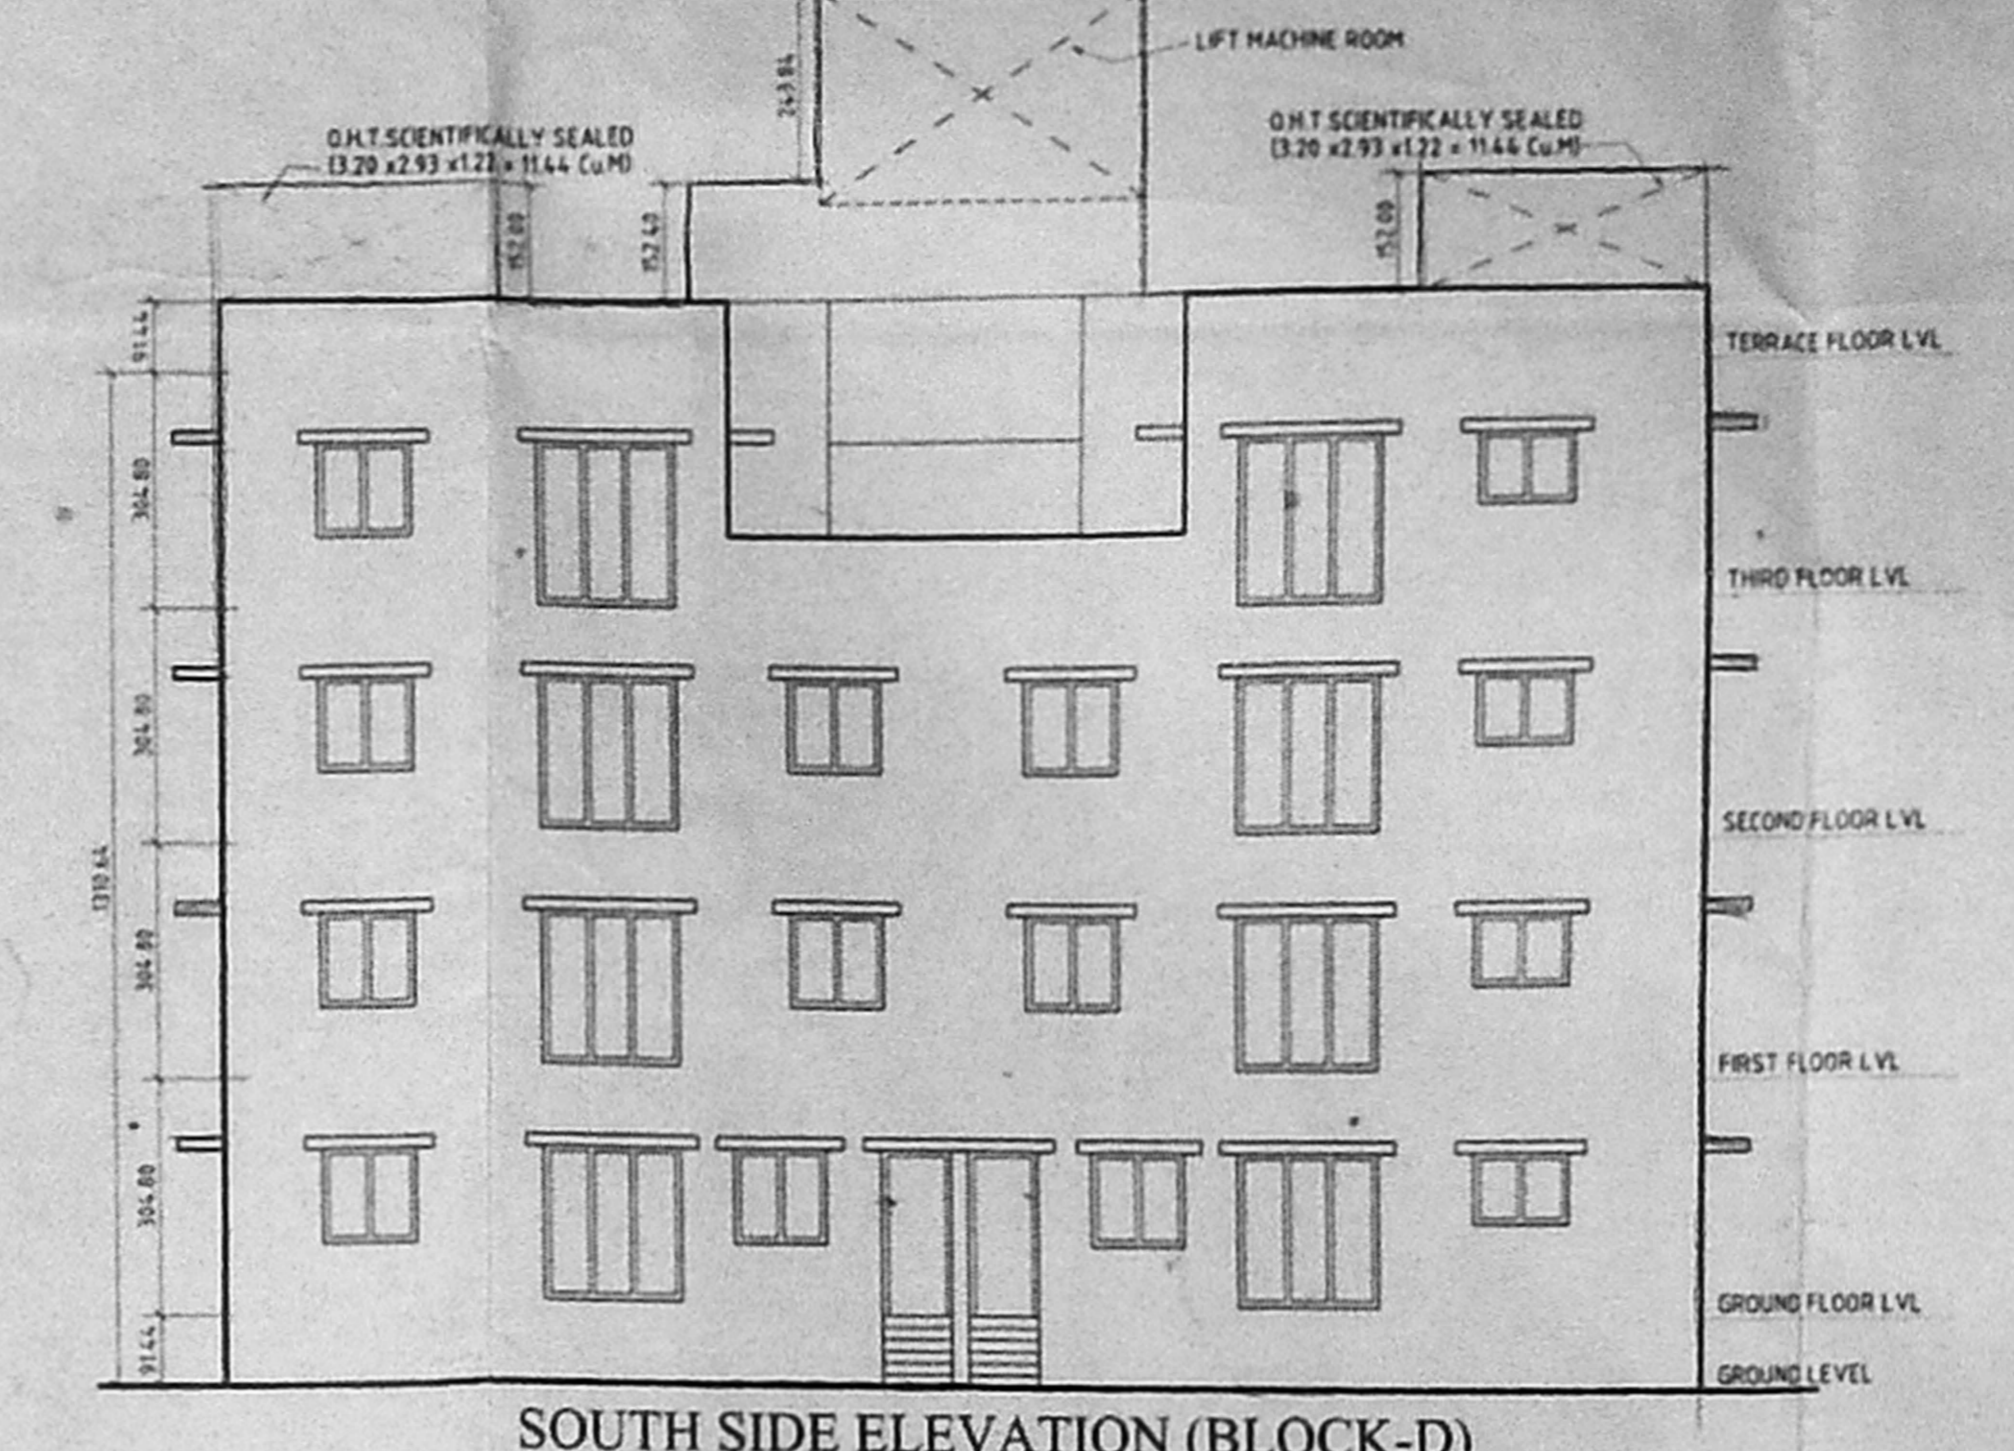 LIFT MACHINE ROOM
243.84
O.H.T.SCIENTIFICALLY SEALED
(3.20 x2.93 x1.22 = 11.44 Cu.M)
O.H.T.SCIENTIFICALLY SEALED
(3.20 x2.93 x1.22 = 11.44 Cu.M)
152.00
152.40
152.00
91.44
TERRACE FLOOR LVL
304.80
THIRD FLOOR LVL
304.80
SECOND FLOOR LVL
1310.64
304.80
FIRST FLOOR LVL
304.80
GROUND FLOOR LVL
91.44
GROUND LEVEL
SOUTH SIDE ELEVATION (BLOCK-D)